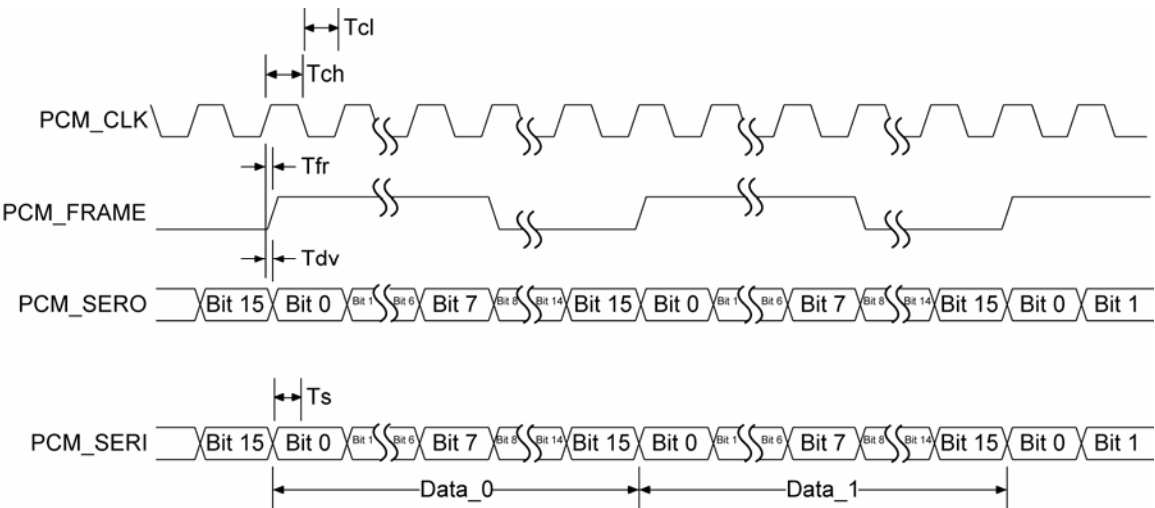 Tcl
Tch
PCM_CLK
Tfr
PCM_FRAME
Tdv
PCM_SERO Bit 15 Bit 0 Bit 1 Bit 6 Bit 7 Bit 8 Bit 14 Bit 15 Bit 0 Bit 1 Bit 6 Bit 7 Bit 8 Bit 14 Bit 15 Bit 0 Bit 1
Ts
PCM_SERI Bit 15 Bit 0 Bit 1 Bit 6 Bit 7 Bit 8 Bit 14 Bit 15 Bit 0 Bit 1 Bit 6 Bit 7 Bit 8 Bit 14 Bit 15 Bit 0 Bit 1
Data_0 Data_1